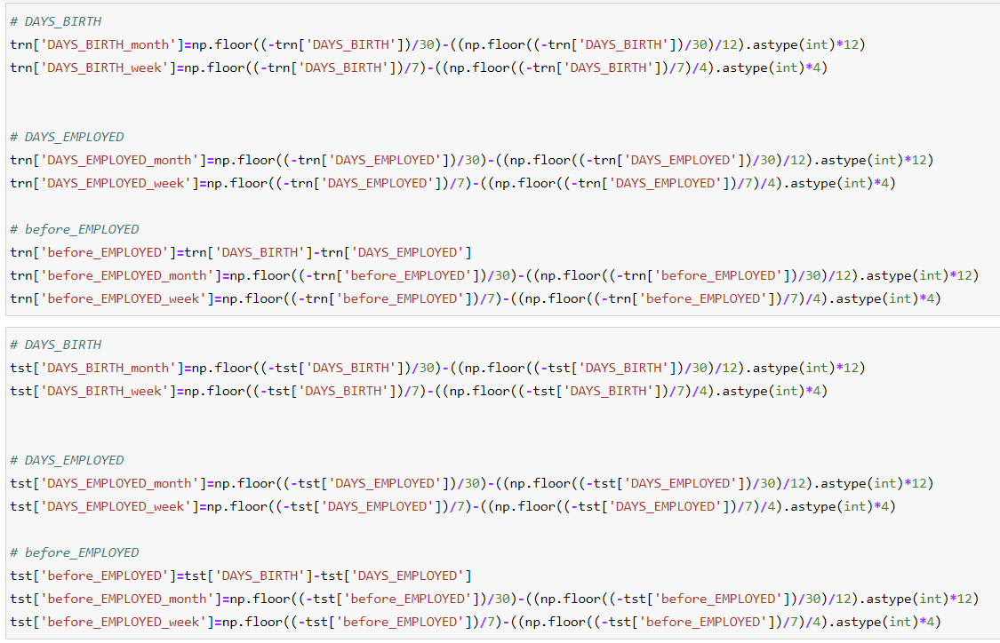 # DAYS_BIRTH
trn['DAYS_BIRTH_month']=np.floor((-trn['DAYS_BIRTH'])/30)-((np.floor((-trn['DAYS_BIRTH'])/30)/12).astype(int)*12)
trn['DAYS_BIRTH_week']=np.floor((-trn['DAYS_BIRTH'])/7)-((np.floor((-trn['DAYS_BIRTH'])/7)/4).astype(int)*4)
# DAYS_EMPLOYED
trn['DAYS_EMPLOYED_month']=np.floor((-trn['DAYS_EMPLOYED'])/30)-((np.floor((-trn['DAYS_EMPLOYED'])/30)/12).astype(int)*12)
trn['DAYS_EMPLOYED_week']=np.floor((-trn['DAYS_EMPLOYED'])/7)-((np.floor((-trn['DAYS_EMPLOYED'])/7)/4).astype(int)*4)
# before_EMPLOYED
trn['before_EMPLOYED']=trn['DAYS_BIRTH']-trn['DAYS_EMPLOYED']
trn['before_EMPLOYED_month']=np.floor((-trn['before_EMPLOYED'])/30)-((np.floor((-trn['before_EMPLOYED'])/30)/12).astype(int)*12)
trn['before_EMPLOYED_week']=np.floor((-trn['before_EMPLOYED'])/7)-((np.floor((-trn['before_EMPLOYED'])/7)/4).astype(int)*4)
# DAYS_BIRTH
tst['DAYS_BIRTH_month']=np.floor((-tst['DAYS_BIRTH'])/30)-((np.floor((-tst['DAYS_BIRTH'])/30)/12).astype(int)*12)
tst['DAYS_BIRTH_week']=np.floor((-tst['DAYS_BIRTH'])/7)-((np.floor((-tst['DAYS_BIRTH'])/7)/4).astype(int)*4)
# DAYS_EMPLOYED
tst['DAYS_EMPLOYED_month']=np.floor((-tst['DAYS_EMPLOYED'])/30)-((np.floor((-tst['DAYS_EMPLOYED'])/30)/12).astype(int)*12)
tst['DAYS_EMPLOYED_week']=np.floor((-tst['DAYS_EMPLOYED'])/7)-((np.floor((-tst['DAYS_EMPLOYED'])/7)/4).astype(int)*4)
# before_EMPLOYED
tst['before_EMPLOYED']=tst['DAYS_BIRTH']-tst['DAYS_EMPLOYED']
tst['before_EMPLOYED_month']=np.floor((-tst['before_EMPLOYED'])/30)-((np.floor((-tst['before_EMPLOYED'])/30)/12).astype(int)*12)
tst['before_EMPLOYED_week']=np.floor((-tst['before_EMPLOYED'])/7)-((np.floor((-tst['before_EMPLOYED'])/7)/4).astype(int)*4)